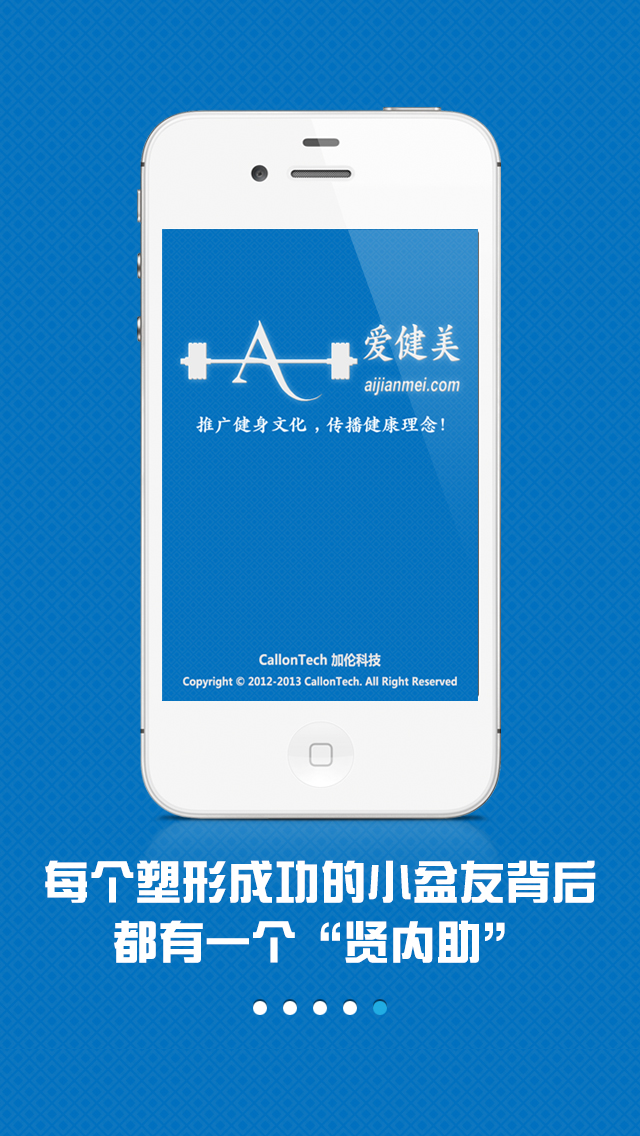 A
爱健美
aijianmei.com
推广健身文化，传播健康理念！
CallonTech 加伦科技
Copyright © 2012-2013 CallonTech. All Right Reserved
每个塑形成功的小盆友背后
都有一个“贤内助”